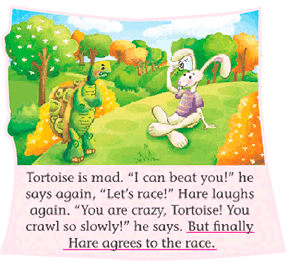 Tortoise is mad. "I can beat you!" he
says again, "Let's race!" Hare laughs
again. "You are crazy, Tortoise! You
crawl so slowly!" he says. But finally
Hare agrees to the race.